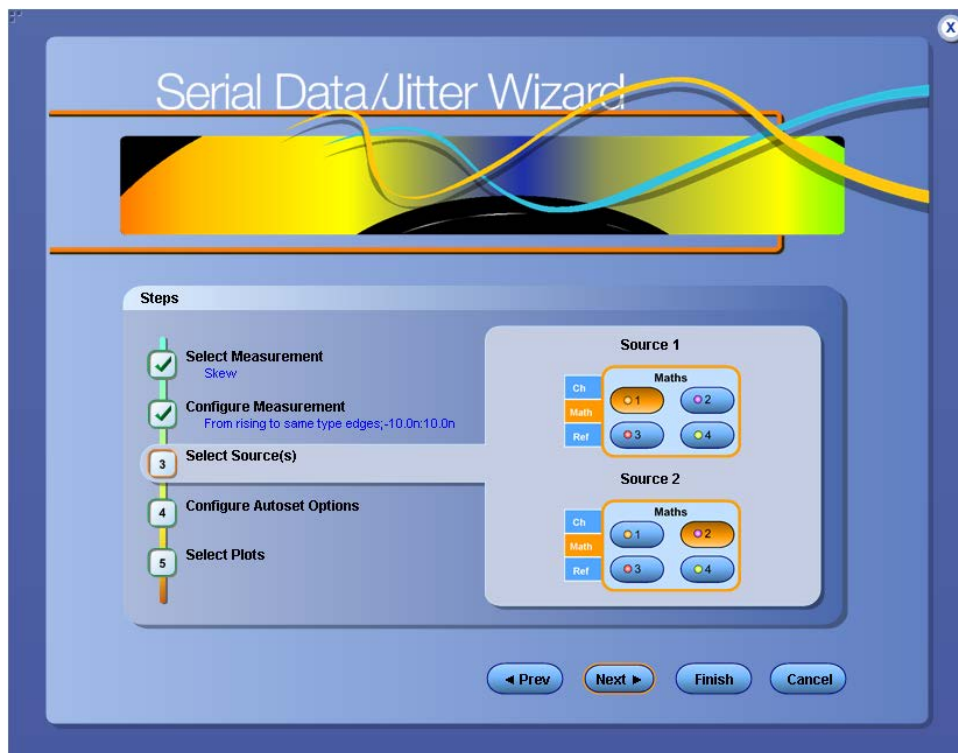 X
Serial Data/Jitter Wizard
Steps
Select Measurement
Skew
Configure Measurement
From rising to same type edges;-10.0n:10.0n
3 Select Source(s)
4 Configure Autoset Options
5 Select Plots
Source 1
Ch
Math
Ref
Maths
1 2
3 4
Source 2
Ch
Math
Ref
Maths
1 2
3 4
◄ Prev Next ► Finish Cancel